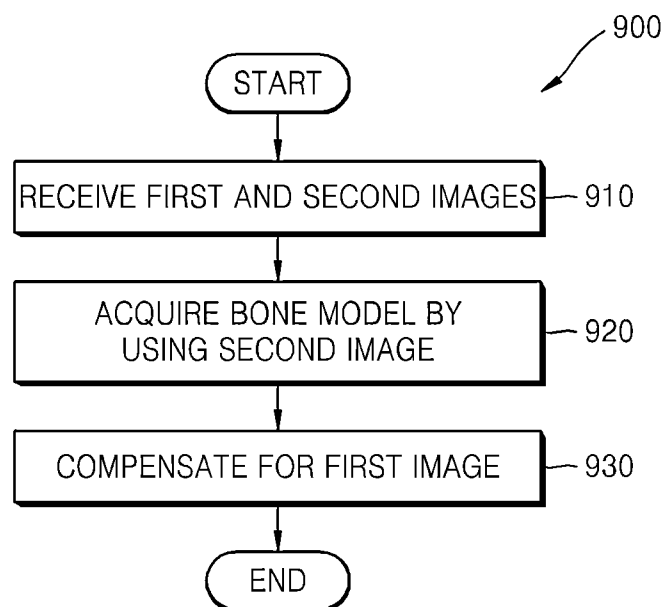 900
START
RECEIVE FIRST AND SECOND IMAGES
910
ACQUIRE BONE MODEL BY
USING SECOND IMAGE
920
COMPENSATE FOR FIRST IMAGE
930
END